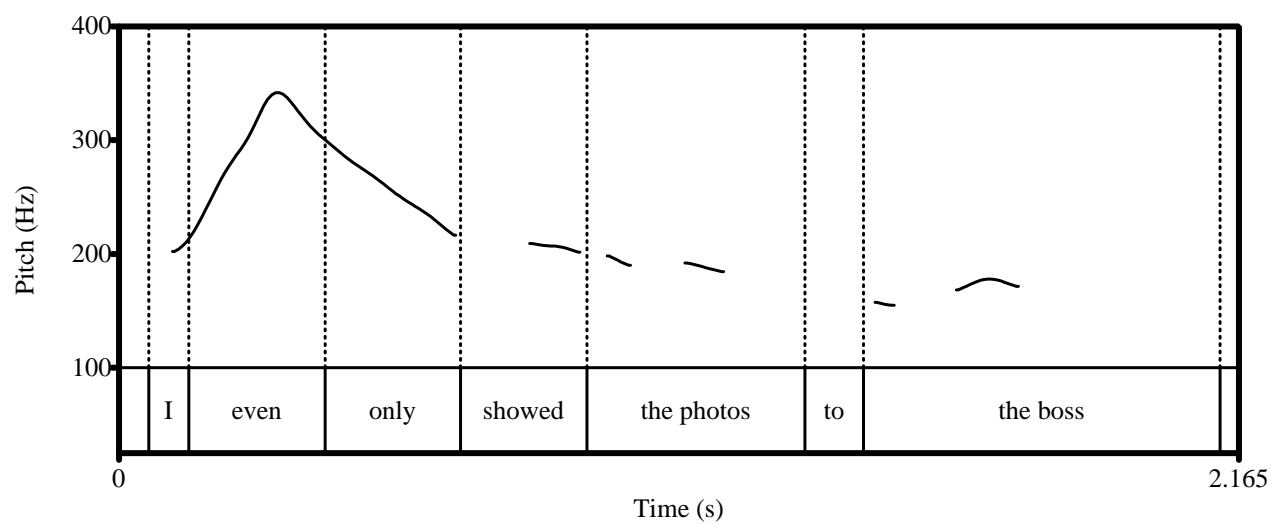 400
300
200
100
Pitch (Hz)
I even only showed the photos to the boss
0 2.165
Time (s)